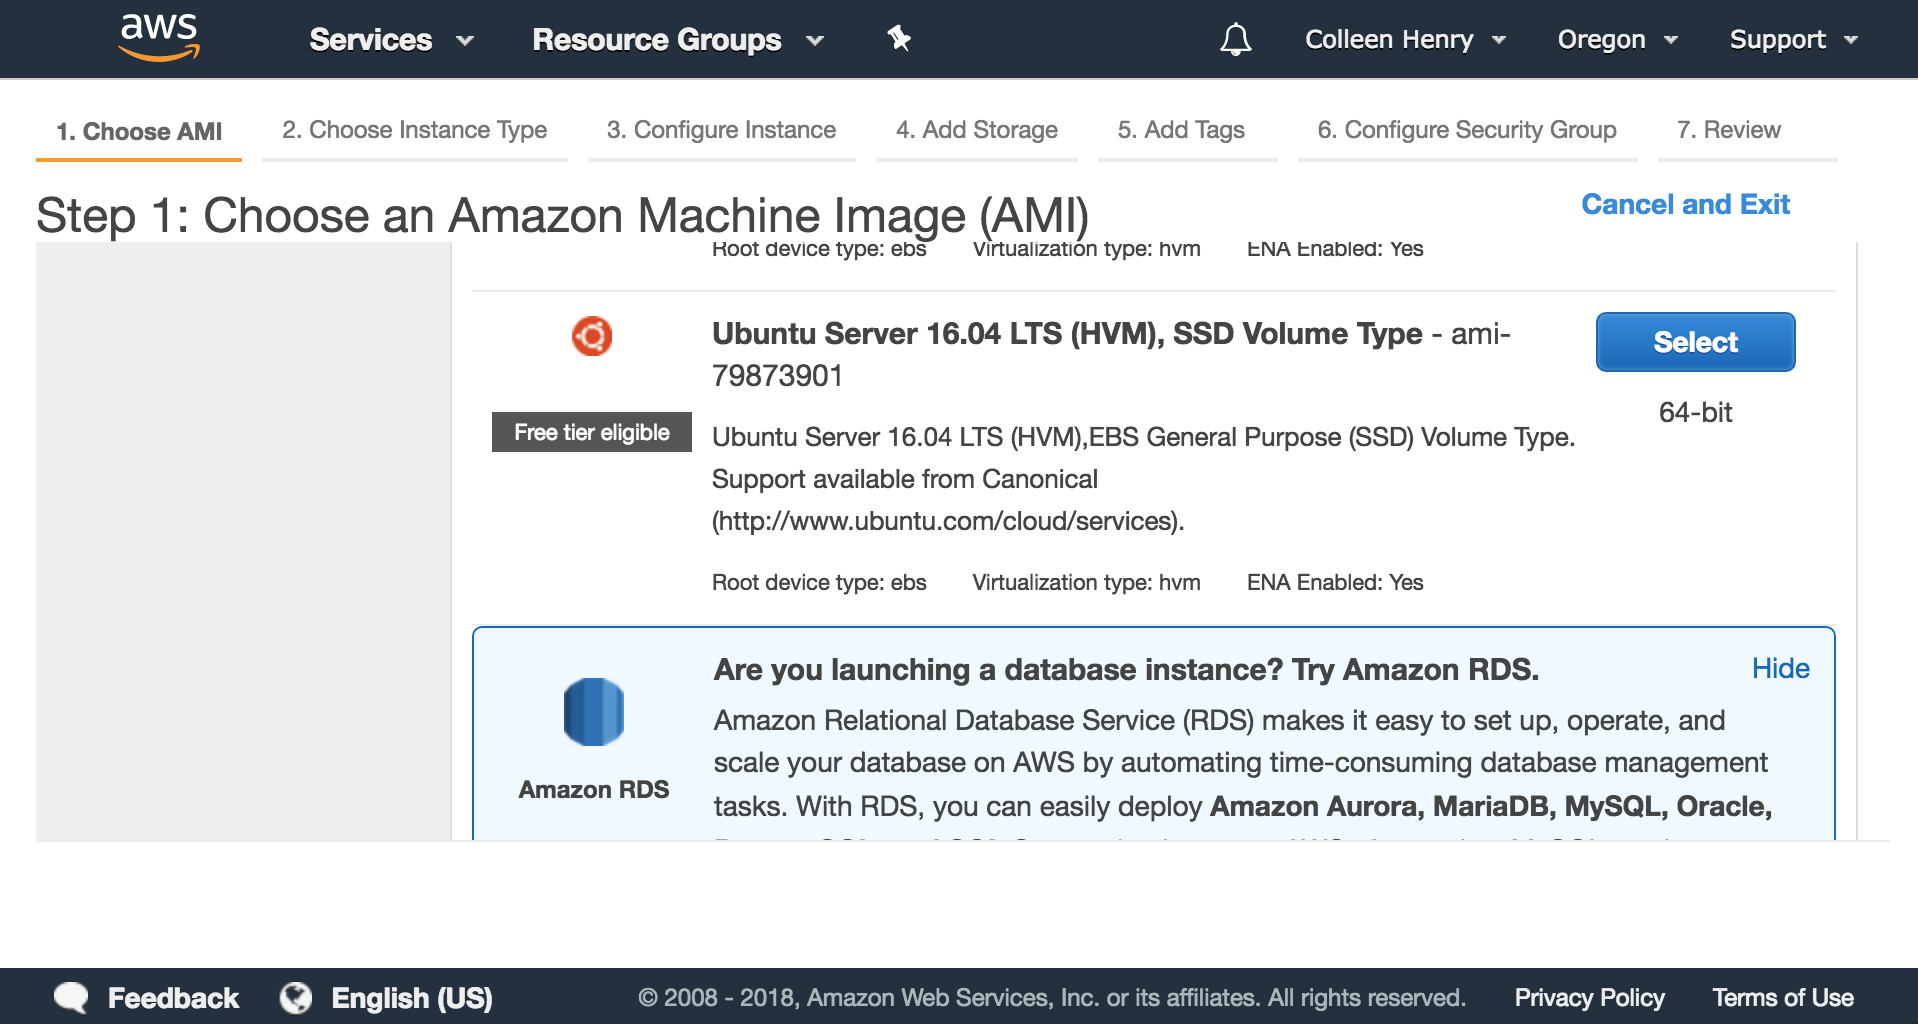 aws Services Resource Groups Colleen Henry Oregon Support
1. Choose AMI 2. Choose Instance Type 3. Configure Instance 4. Add Storage 5. Add Tags 6. Configure Security Group 7. Review
Step 1: Choose an Amazon Machine Image (AMI) Cancel and Exit
Root device type: ebs Virtualization type: hvm ENA Enabled: Yes
Ubuntu Server 16.04 LTS (HVM), SSD Volume Type - ami-
79873901
Select
64-bit
Free tier eligible
Ubuntu Server 16.04 LTS (HVM),EBS General Purpose (SSD) Volume Type.
Support available from Canonical
(http://www.ubuntu.com/cloud/services).
Root device type: ebs Virtualization type: hvm ENA Enabled: Yes
Are you launching a database instance? Try Amazon RDS. Hide
Amazon RDS
Amazon Relational Database Service (RDS) makes it easy to set up, operate, and
scale your database on AWS by automating time-consuming database management
tasks. With RDS, you can easily deploy Amazon Aurora, MariaDB, MySQL, Oracle,
Feedback English (US) © 2008 - 2018, Amazon Web Services, Inc. or its affiliates. All rights reserved. Privacy Policy Terms of Use